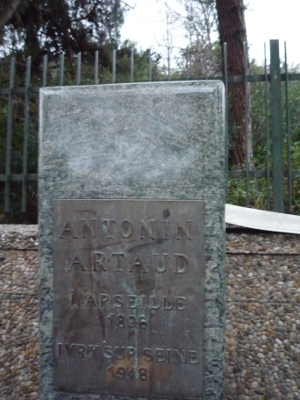 ANTONIN
ARTAUD
MARSEILLE
1896
IVRY SUR SEINE
1948